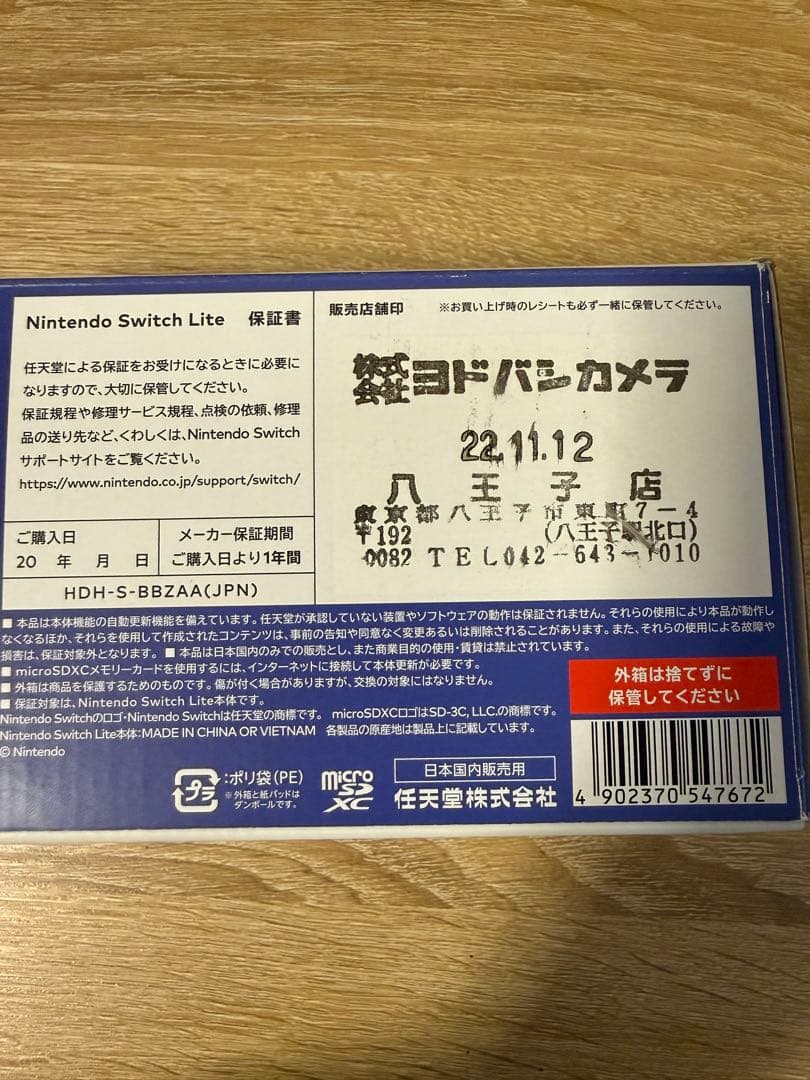 Nintendo Switch Lite 保証書
任天堂による保証をお受けになるときに必要に
なりますので、大切に保管してください。
保証規程や修理サービス規程、点検の依頼、修理
品の送り先など、くわしくは、Nintendo Switch
サポートサイトをご覧ください。
https://www.nintendo.co.jp/support/switch/
ご購入日
20 年 月 日
メーカー保証期間
ご購入日より1年間
HDH-S-BBZAA(JPN)
販売店舗印 ※お買い上げ時のレシートも必ず一緒に保管してください。
株式会社ヨドバシカメラ
22.11.12
八王子店
東京都八王子市東町7-4
〒192 (八王子駅北口)
0082 TEL042-643-1010
■ 本品は本体機能の自動更新機能を備えています。任天堂が承認していない装置やソフトウェアの動作は保証されません。それらの使用により本品が動作し
なくなるほか、それらを使用して作成されたコンテンツは、事前の告知や同意なく変更あるいは削除されることがあります。また、それらの使用による故障や
損害は、保証対象外となります。 ■ 本品は日本国内のみでの販売とし、また商業目的の使用・賃貸は禁止されています。
■ microSDXCメモリーカードを使用するには、インターネットに接続して本体更新が必要です。
■ 外箱は商品を保護するためのものです。傷が付く場合がありますが、交換の対象にはなりません。
■ 保証対象は、Nintendo Switch Lite本体です。
Nintendo Switchのロゴ・Nintendo Switchは任天堂の商標です。 microSDXCロゴはSD-3C, LLC.の商標です。
Nintendo Switch Lite本体:MADE IN CHINA OR VIETNAM 各製品の原産地は製品上に記載しています。
© Nintendo
外箱は捨てずに
保管してください
プラ
:ポリ袋(PE)
※外箱と紙パッドは
ダンボールです。
micro
SD
XC
日本国内販売用
任天堂株式会社
4 902370 547672